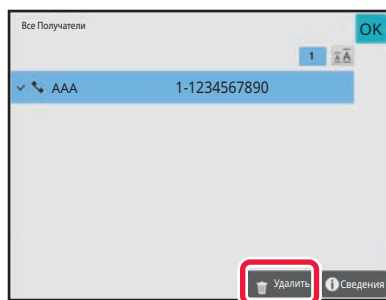 Все Получатели
OK
1
AAA 1-1234567890
Удалить
Сведения